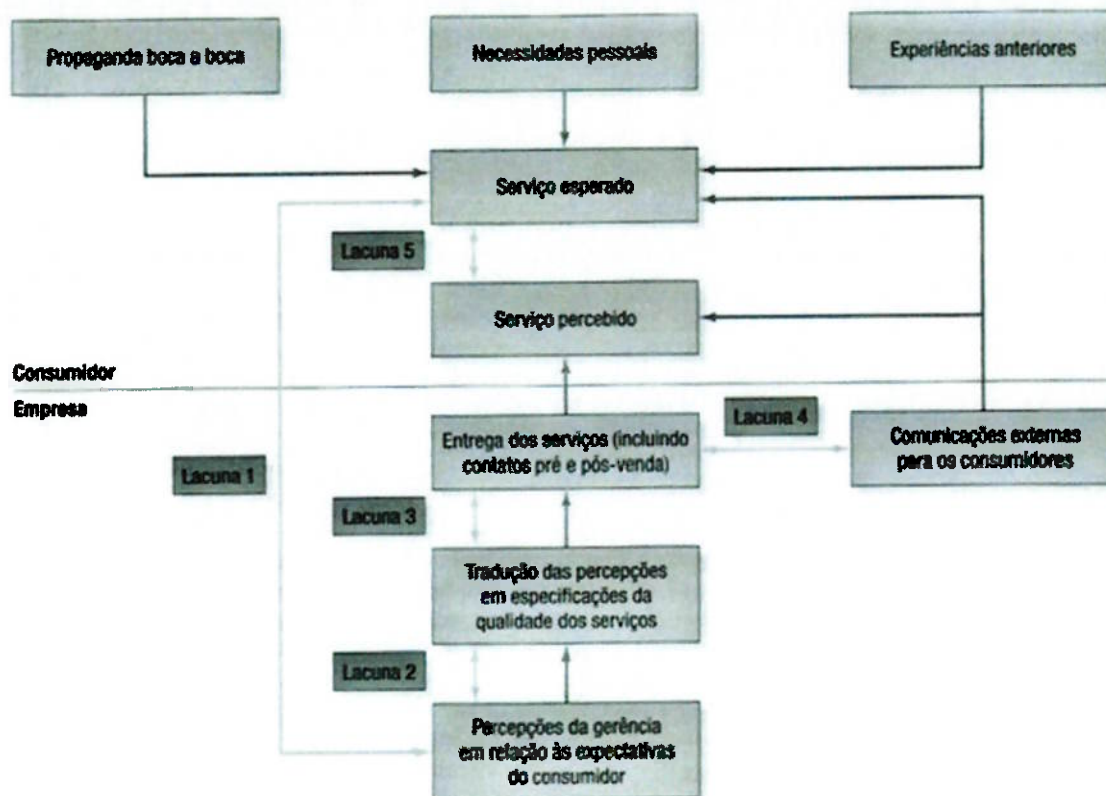 Propaganda boca a boca
Necessidades pessoais
Experiências anteriores
Serviço esperado
Lacuna 5
Serviço percebido
Consumidor
Empresa
Entrega dos serviços (incluindo
contatos pré e pós-venda)
Lacuna 4
Comunicações externas
para os consumidores
Lacuna 1
Lacuna 3
Tradução das percepções
em especificações da
qualidade dos serviços
Lacuna 2
Percepções da gerência
em relação às expectativas
do consumidor